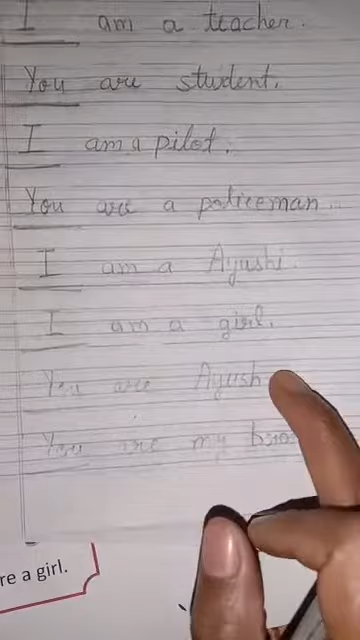 I am a teacher.
You are student.
I am a pilot.
You are a policeman.
I am a Ayushi.
I am a girl.
You are Ayush
You are my
re a girl.